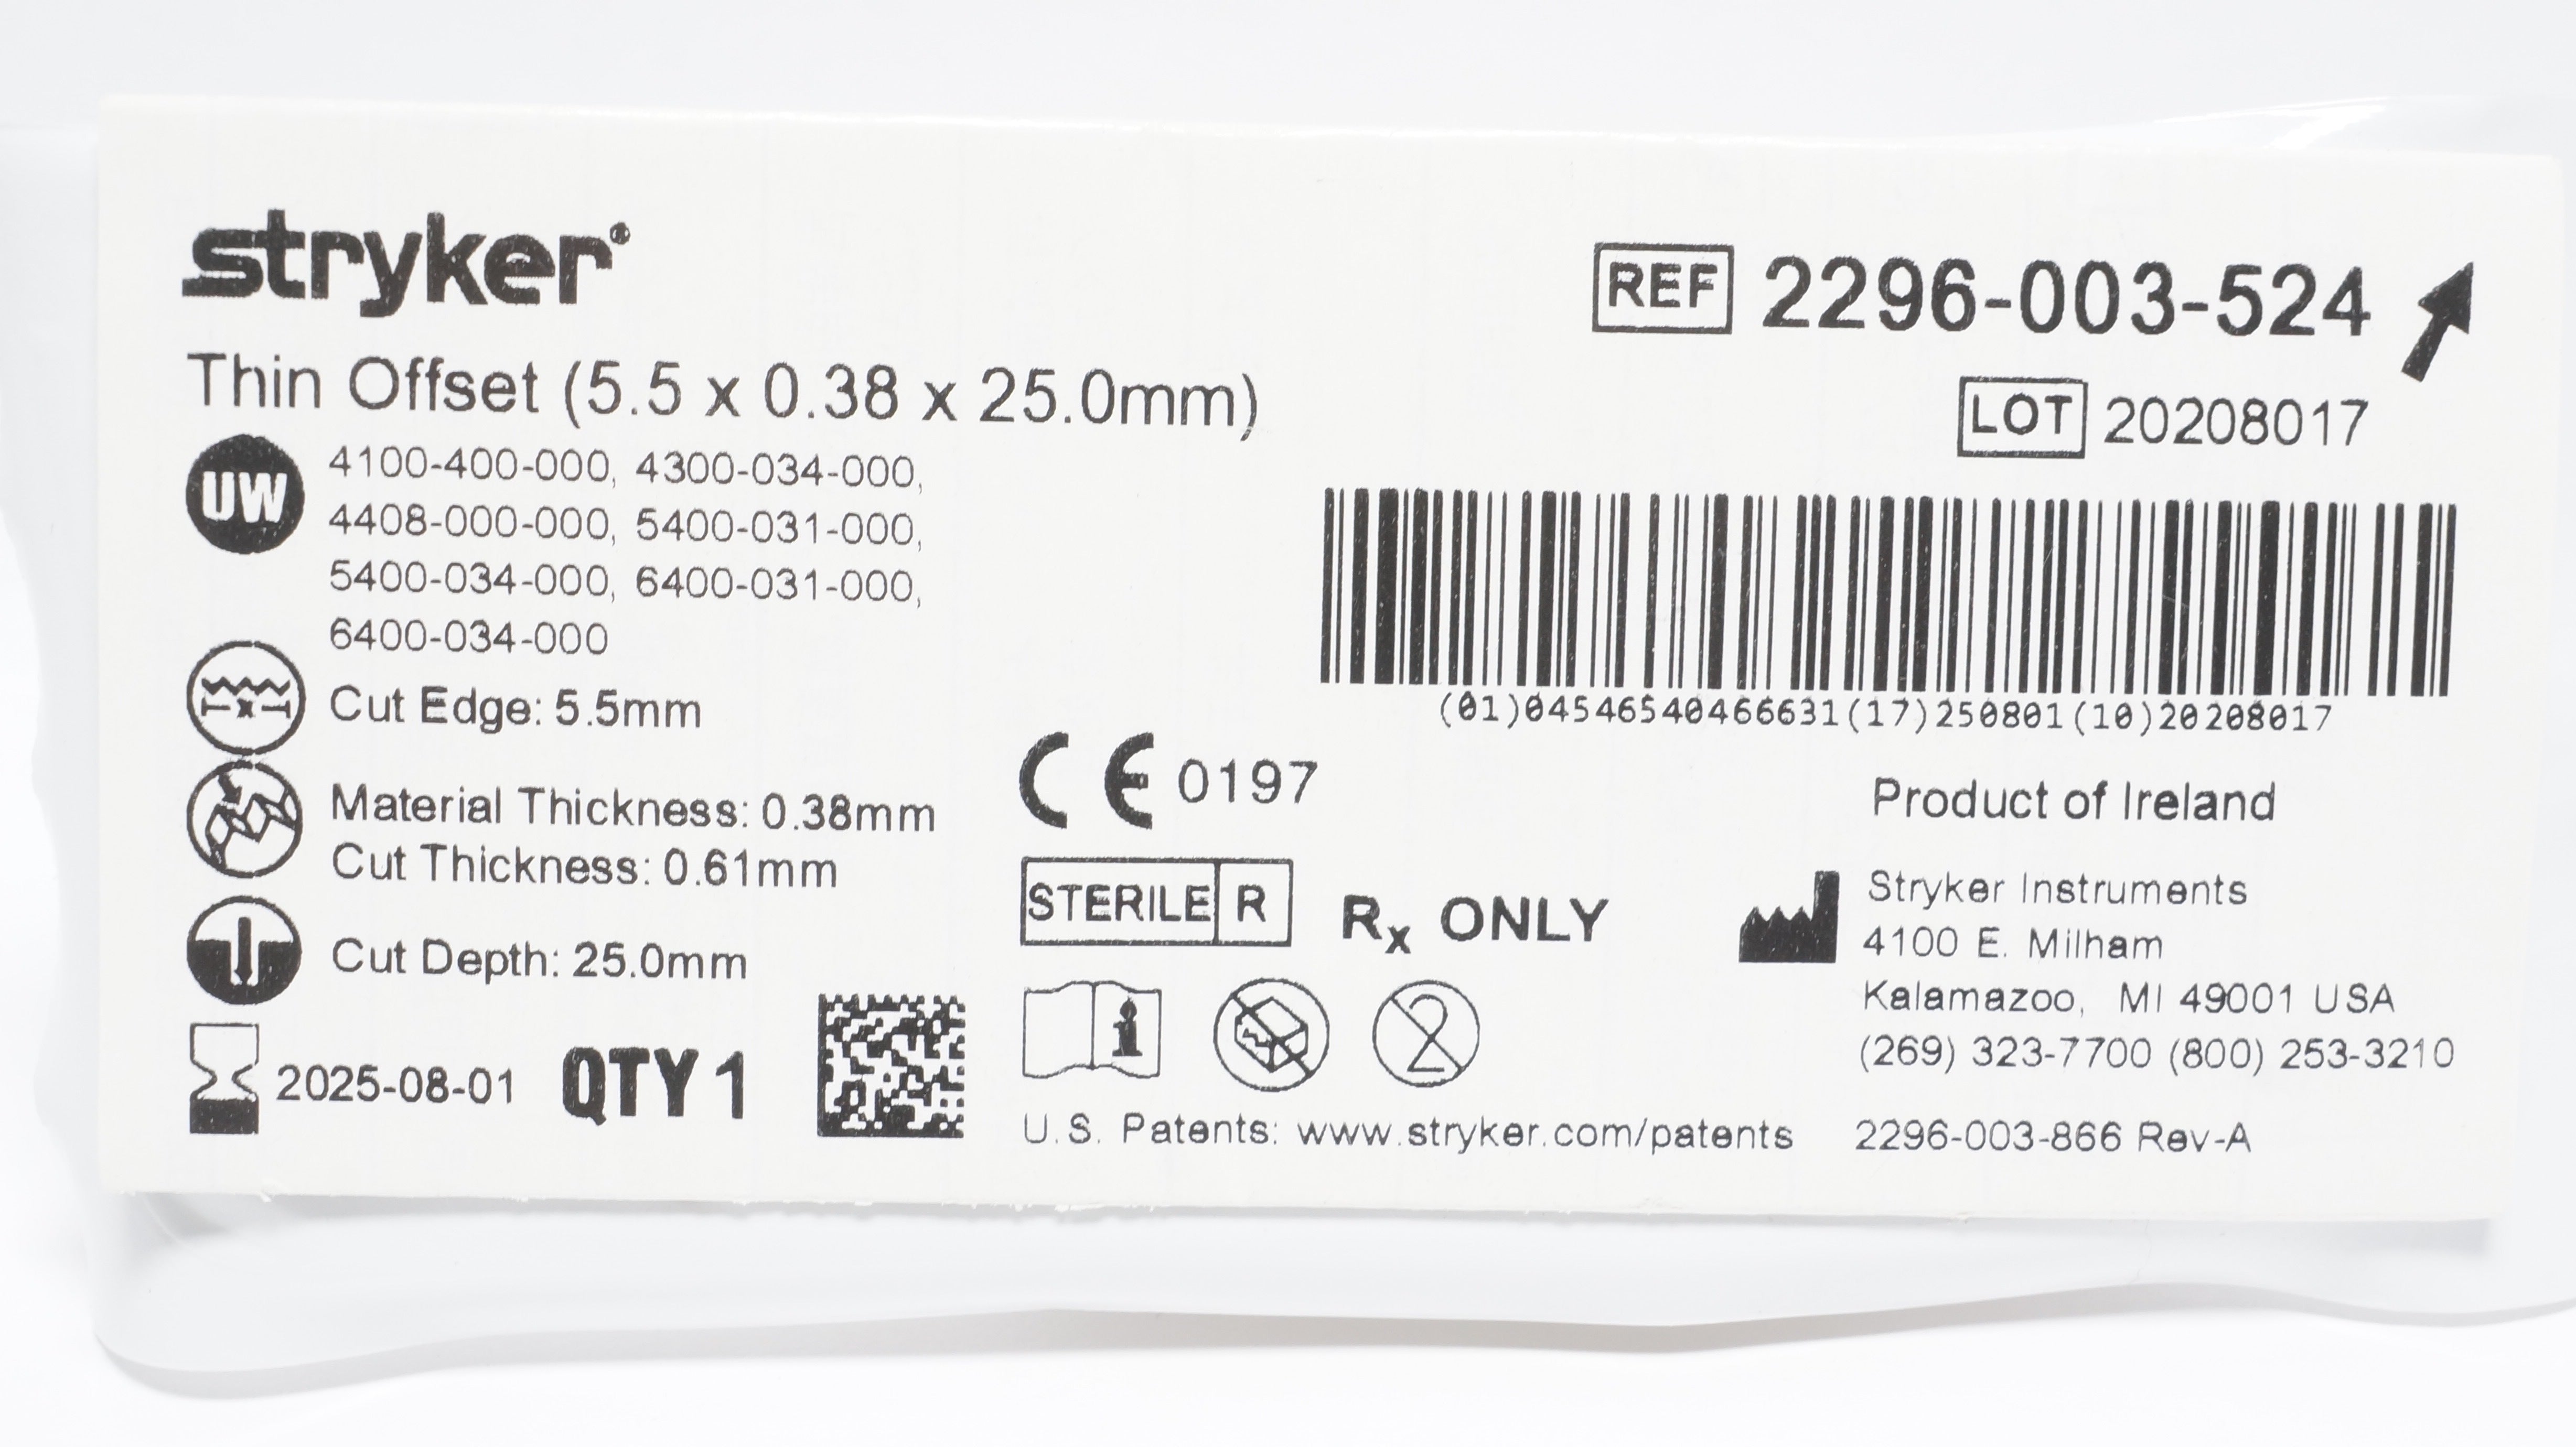 stryker®
Thin Offset (5.5 x 0.38 x 25.0mm)
UW
4100-400-000, 4300-034-000,
4408-000-000, 5400-031-000,
5400-034-000, 6400-031-000,
6400-034-000
x
Cut Edge: 5.5mm
Material Thickness: 0.38mm
Cut Thickness: 0.61mm
Cut Depth: 25.0mm
2025-08-01 QTY 1
REF 2296-003-524
LOT 20208017
(01)04546540466631(17)250801(10)20208017
CE 0197
STERILE R Rx ONLY
i 2
U.S. Patents: www.stryker.com/patents
Product of Ireland
Stryker Instruments
4100 E. Milham
Kalamazoo, MI 49001 USA
(269) 323-7700 (800) 253-3210
2296-003-866 Rev-A